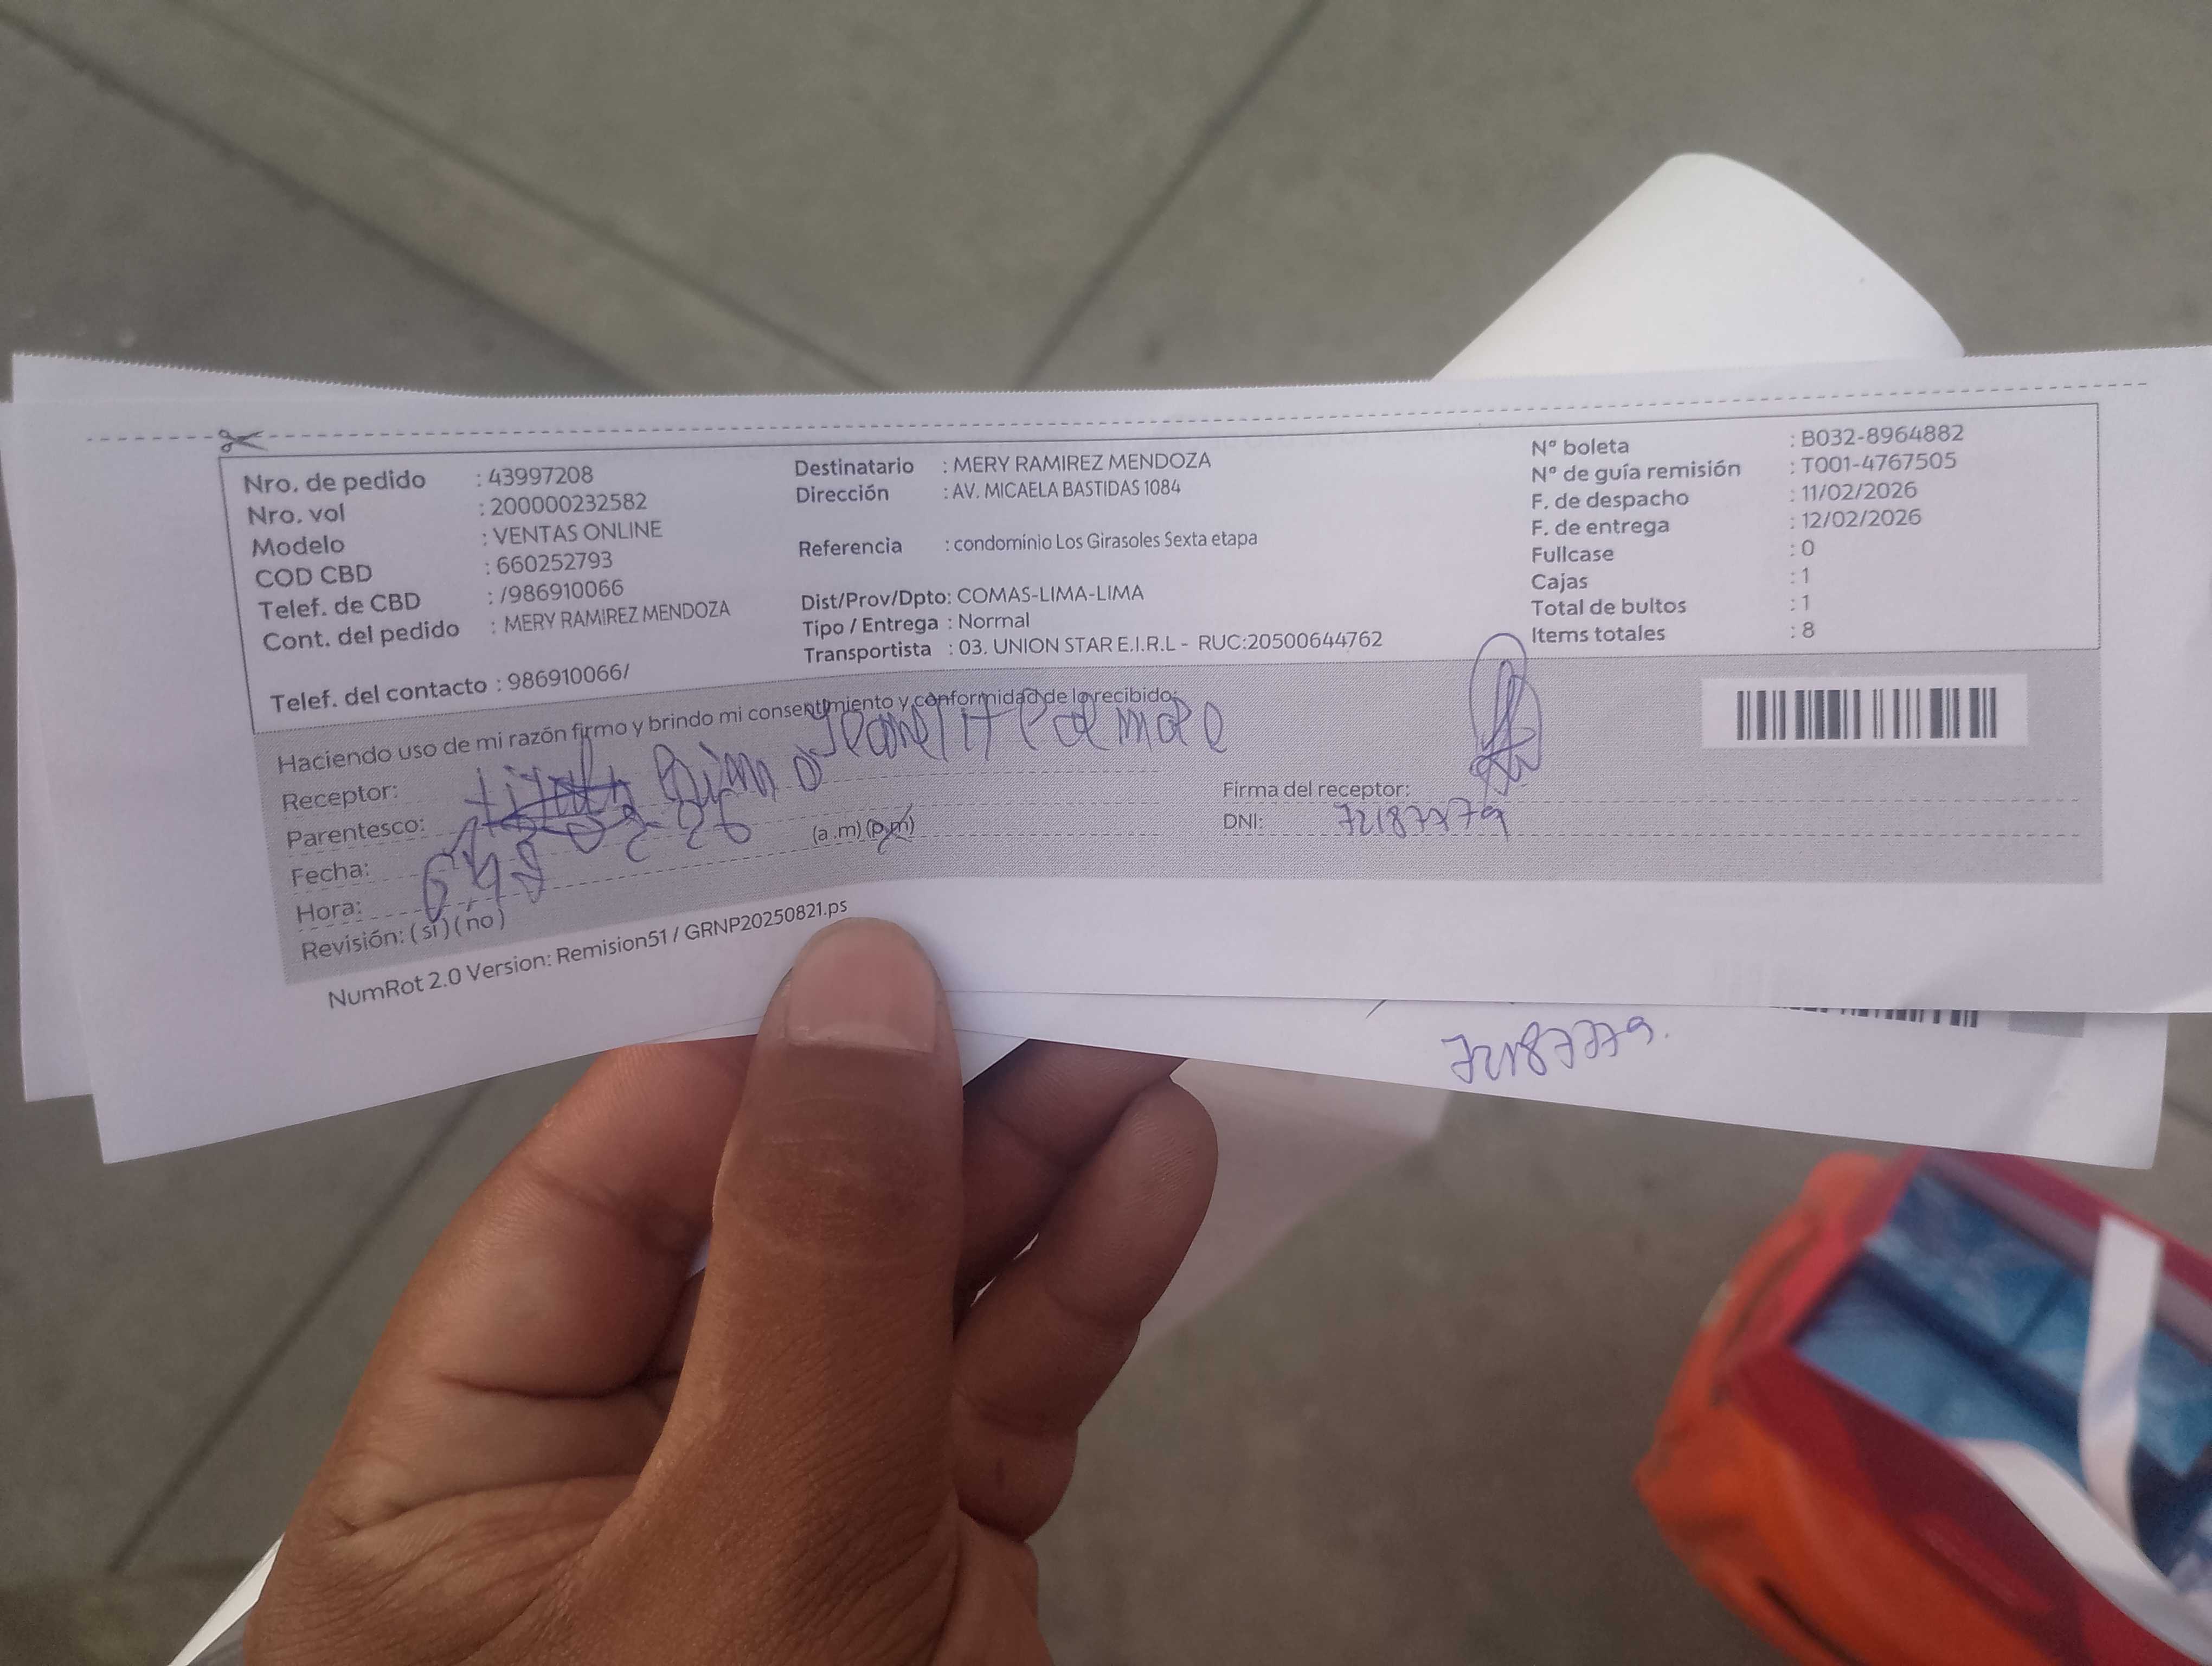 Nro. de pedido : 43997208
Nro. vol : 200000232582
Modelo : VENTAS ONLINE
COD CBD : 660252793
Telef. de CBD : /986910066
Cont. del pedido : MERY RAMIREZ MENDOZA
Telef. del contacto : 986910066/
Destinatario : MERY RAMIREZ MENDOZA
Dirección : AV. MICAELA BASTIDAS 1084
Referencia : condominio Los Girasoles Sexta etapa
Dist/Prov/Dpto: COMAS-LIMA-LIMA
Tipo / Entrega : Normal
Transportista : 03. UNION STAR E.I.R.L - RUC:20500644762
Nº boleta : B032-8964882
Nº de guía remisión : T001-4767505
F. de despacho : 11/02/2026
F. de entrega : 12/02/2026
Fullcase : 0
Cajas : 1
Total de bultos : 1
Items totales : 8
Haciendo uso de mi razón firmo y brindo mi consentimiento y conformidad de lo recibido:
Receptor:
Parentesco:
Fecha:
Hora: (a.m) (p.m)
Revisión: (si) (no)
Firma del receptor:
DNI: 72187779
NumRot 2.0 Version: Remision51 / GRNP20250821.ps
72187779.